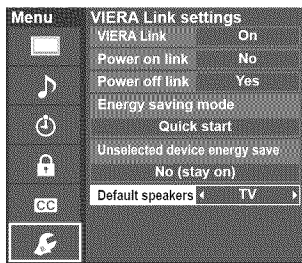 Menu
VIERA Link settings
VIERA Link On
Power on link No
Power off link Yes
Energy saving mode
Quick start
Unselected device energy save
No (stay on)
CC
Default speakers TV